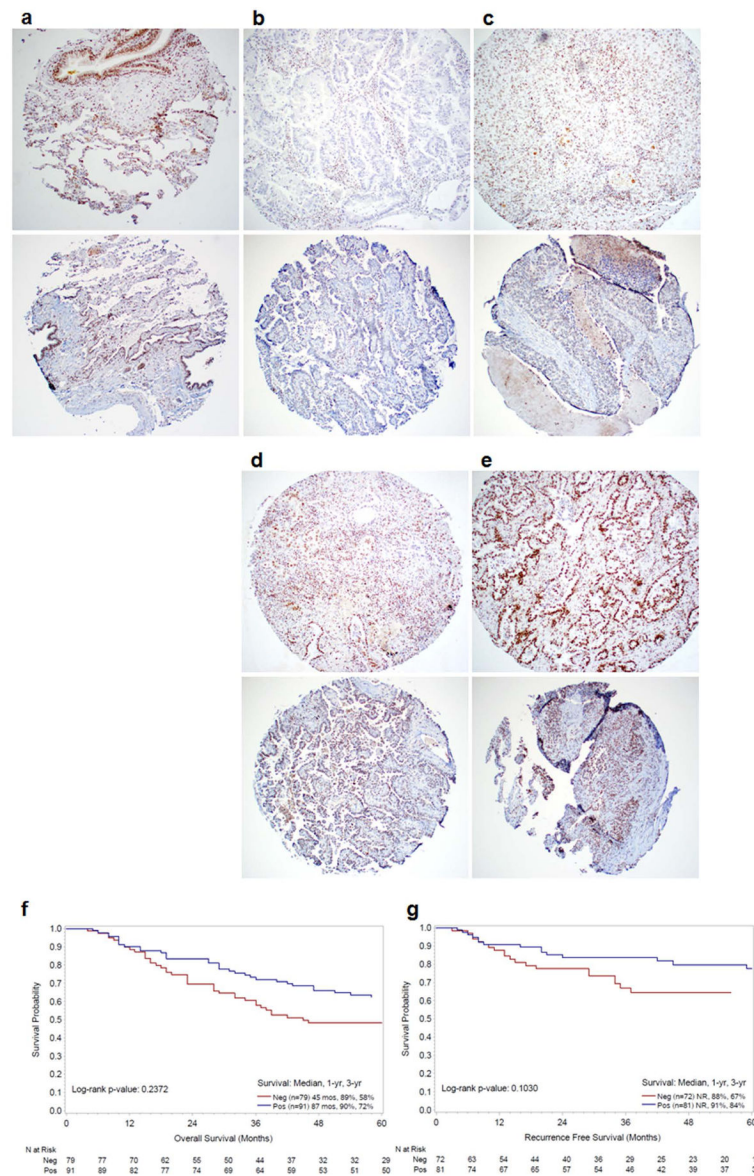 a
b
c
d
e
f
1.0
0.9
0.8
0.7
0.6
0.5
0.4
0.3
0.2
0.1
0.0
Survival Probability
Log-rank p-value: 0.2372
Survival: Median, 1-yr, 3-yr
Neg (n=79) 45 mos, 89%, 58%
Pos (n=91) 87 mos, 90%, 72%
0 12 24 36 48 60
Overall Survival (Months)
N at Risk
Neg 79 77 70 62 55 50 44 37 32 32 29
Pos 91 89 82 77 74 69 64 59 53 51 50
g
1.0
0.9
0.8
0.7
0.6
0.5
0.4
0.3
0.2
0.1
0.0
Survival Probability
Log-rank p-value: 0.1030
Survival: Median, 1-yr, 3-yr
Neg (n=72) NR, 88%, 67%
Pos (n=81) NR, 91%, 84%
0 12 24 36 48 60
Recurrence Free Survival (Months)
N at Risk
Neg 72 63 54 44 40 36 29 25 23 20
Pos 81 74 67 65 57 54 48 42 39 37